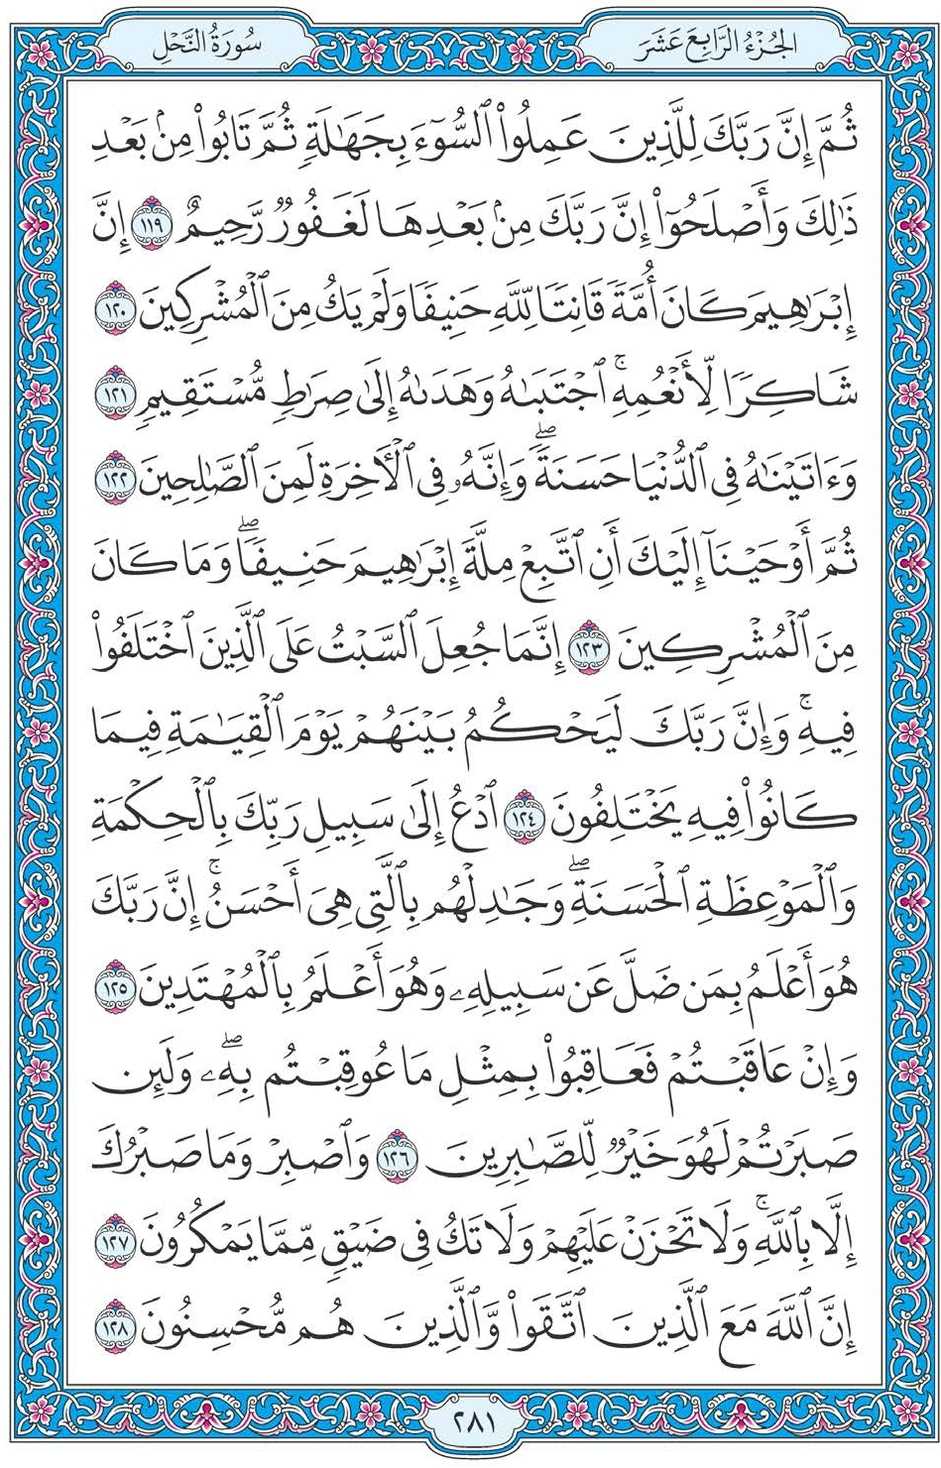 الجُزْءُ الرَّابِعَ عَشَرَ
سُورَةُ النَّحْلِ
ثُمَّ إِنَّ رَبَّكَ لِلَّذِينَ عَمِلُوا۟ ٱلسُّوٓءَ بِجَهَٰلَةٍ ثُمَّ تَابُوا۟ مِنۢ بَعْدِ
ذَٰلِكَ وَأَصْلَحُوٓا۟ إِنَّ رَبَّكَ مِنۢ بَعْدِهَا لَغَفُورٌ رَّحِيمٌ ١١٩ إِنَّ
إِبْرَٰهِيمَ كَانَ أُمَّةً قَانِتًا لِّلَّهِ حَنِيفًا وَلَمْ يَكُ مِنَ ٱلْمُشْرِكِينَ ١٢٠
شَاكِرًا لِّأَنْعُمِهِۚ ٱجْتَبَىٰهُ وَهَدَىٰهُ إِلَىٰ صِرَٰطٍ مُّسْتَقِيمٍ ١٢١
وَءَاتَيْنَٰهُ فِى ٱلدُّنْيَا حَسَنَةًۖ وَإِنَّهُۥ فِى ٱلْءَاخِرَةِ لَمِنَ ٱلصَّٰلِحِينَ ١٢٢
ثُمَّ أَوْحَيْنَآ إِلَيْكَ أَنِ ٱتَّبِعْ مِلَّةَ إِبْرَٰهِيمَ حَنِيفًاۖ وَمَا كَانَ
مِنَ ٱلْمُشْرِكِينَ ١٢٣ إِنَّمَا جُعِلَ ٱلسَّبْتُ عَلَى ٱلَّذِينَ ٱخْتَلَفُوا۟
فِيهِۚ وَإِنَّ رَبَّكَ لَيَحْكُمُ بَيْنَهُمْ يَوْمَ ٱلْقِيَٰمَةِ فِيمَا
كَانُوا۟ فِيهِ يَخْتَلِفُونَ ١٢٤ ٱدْعُ إِلَىٰ سَبِيلِ رَبِّكَ بِٱلْحِكْمَةِ
وَٱلْمَوْعِظَةِ ٱلْحَسَنَةِۖ وَجَٰدِلْهُم بِٱلَّتِى هِىَ أَحْسَنُۚ إِنَّ رَبَّكَ
هُوَ أَعْلَمُ بِمَن ضَلَّ عَن سَبِيلِهِۦ وَهُوَ أَعْلَمُ بِٱلْمُهْتَدِينَ ١٢٥
وَإِنْ عَاقَبْتُمْ فَعَاقِبُوا۟ بِمِثْلِ مَا عُوقِبْتُم بِهِۦۖ وَلَئِن
صَبَرْتُمْ لَهُوَ خَيْرٌ لِّلصَّٰبِرِينَ ١٢٦ وَٱصْبِرْ وَمَا صَبْرُكَ
إِلَّا بِٱللَّهِۚ وَلَا تَحْزَنْ عَلَيْهِمْ وَلَا تَكُ فِى ضَيْقٍ مِّمَّا يَمْكُرُونَ ١٢٧
إِنَّ ٱللَّهَ مَعَ ٱلَّذِينَ ٱتَّقَوا۟ وَّٱلَّذِينَ هُم مُّحْسِنُونَ ١٢٨
٢٨١